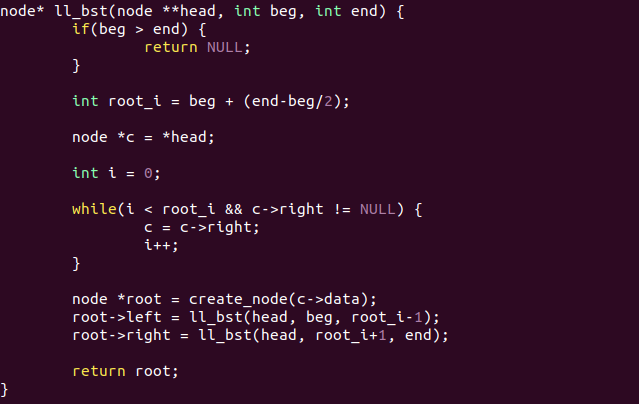 node* ll_bst(node **head, int beg, int end) {
        if(beg > end) {
                return NULL;
        }
        int root_i = beg + (end-beg/2);
        node *c = *head;
        int i = 0;
        while(i < root_i && c->right != NULL) {
                c = c->right;
                i++;
        }
        node *root = create_node(c->data);
        root->left = ll_bst(head, beg, root_i-1);
        root->right = ll_bst(head, root_i+1, end);
        return root;
}